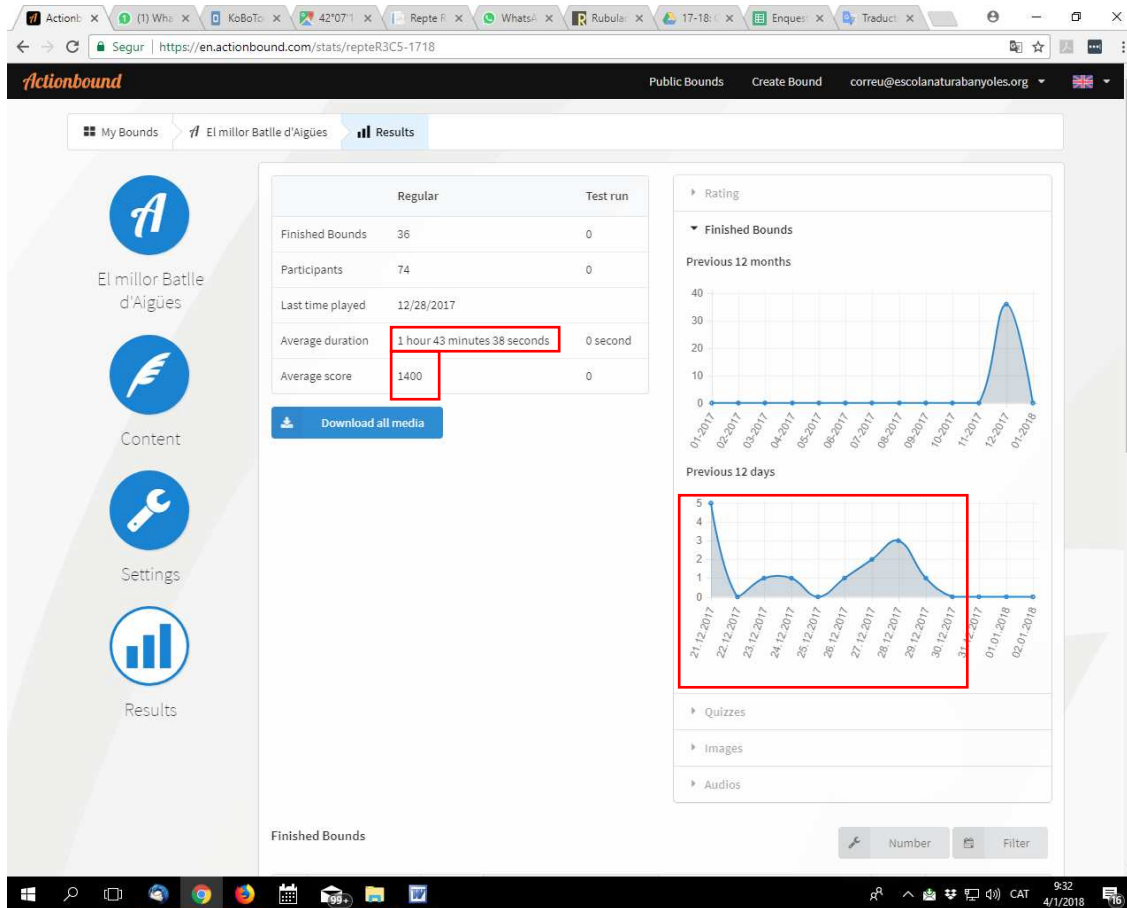 Actionb
(1) Wha
KoBoTo
42°07'1
Repte R
WhatsA
Rubular
17-18:
Enques
Traduct
Segur | https://en.actionbound.com/stats/repteR3C5-1718
Actionbound Public Bounds Create Bound correu@escolanaturabanyoles.org
My Bounds El millor Batlle d'Aigües Results
El millor Batlle
d'Aigües
Content
Settings
Results
Regular Test run
Finished Bounds 36 0
Participants 74 0
Last time played 12/28/2017
Average duration 1 hour 43 minutes 38 seconds 0 second
Average score 1400 0
Download all media
Rating
Finished Bounds
Previous 12 months
40
30
20
10
0
01-2017 02-2017 03-2017 04-2017 05-2017 06-2017 07-2017 08-2017 09-2017 10-2017 11-2017 12-2017 01-2018
Previous 12 days
5
4
3
2
1
0
21.12.2017 22.12.2017 23.12.2017 24.12.2017 25.12.2017 26.12.2017 27.12.2017 28.12.2017 29.12.2017 30.12.2017 31.12.2017 01.01.2018 02.01.2018
Quizzes
Images
Audios
Finished Bounds Number Filter
99+
CAT
9:32
4/1/2018
16